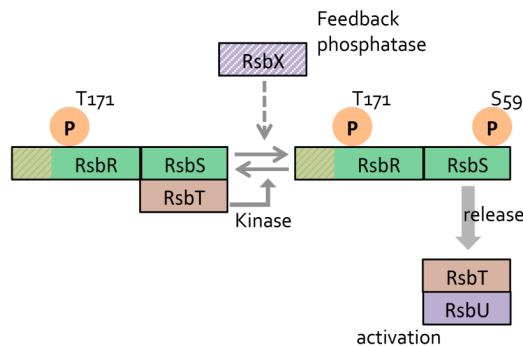 Feedback
phosphatase
RsbX
T171
T171
S59
P
P
P
RsbR
RsbS
RsbR
RsbS
RsbT
Kinase
release
RsbT
RsbU
activation